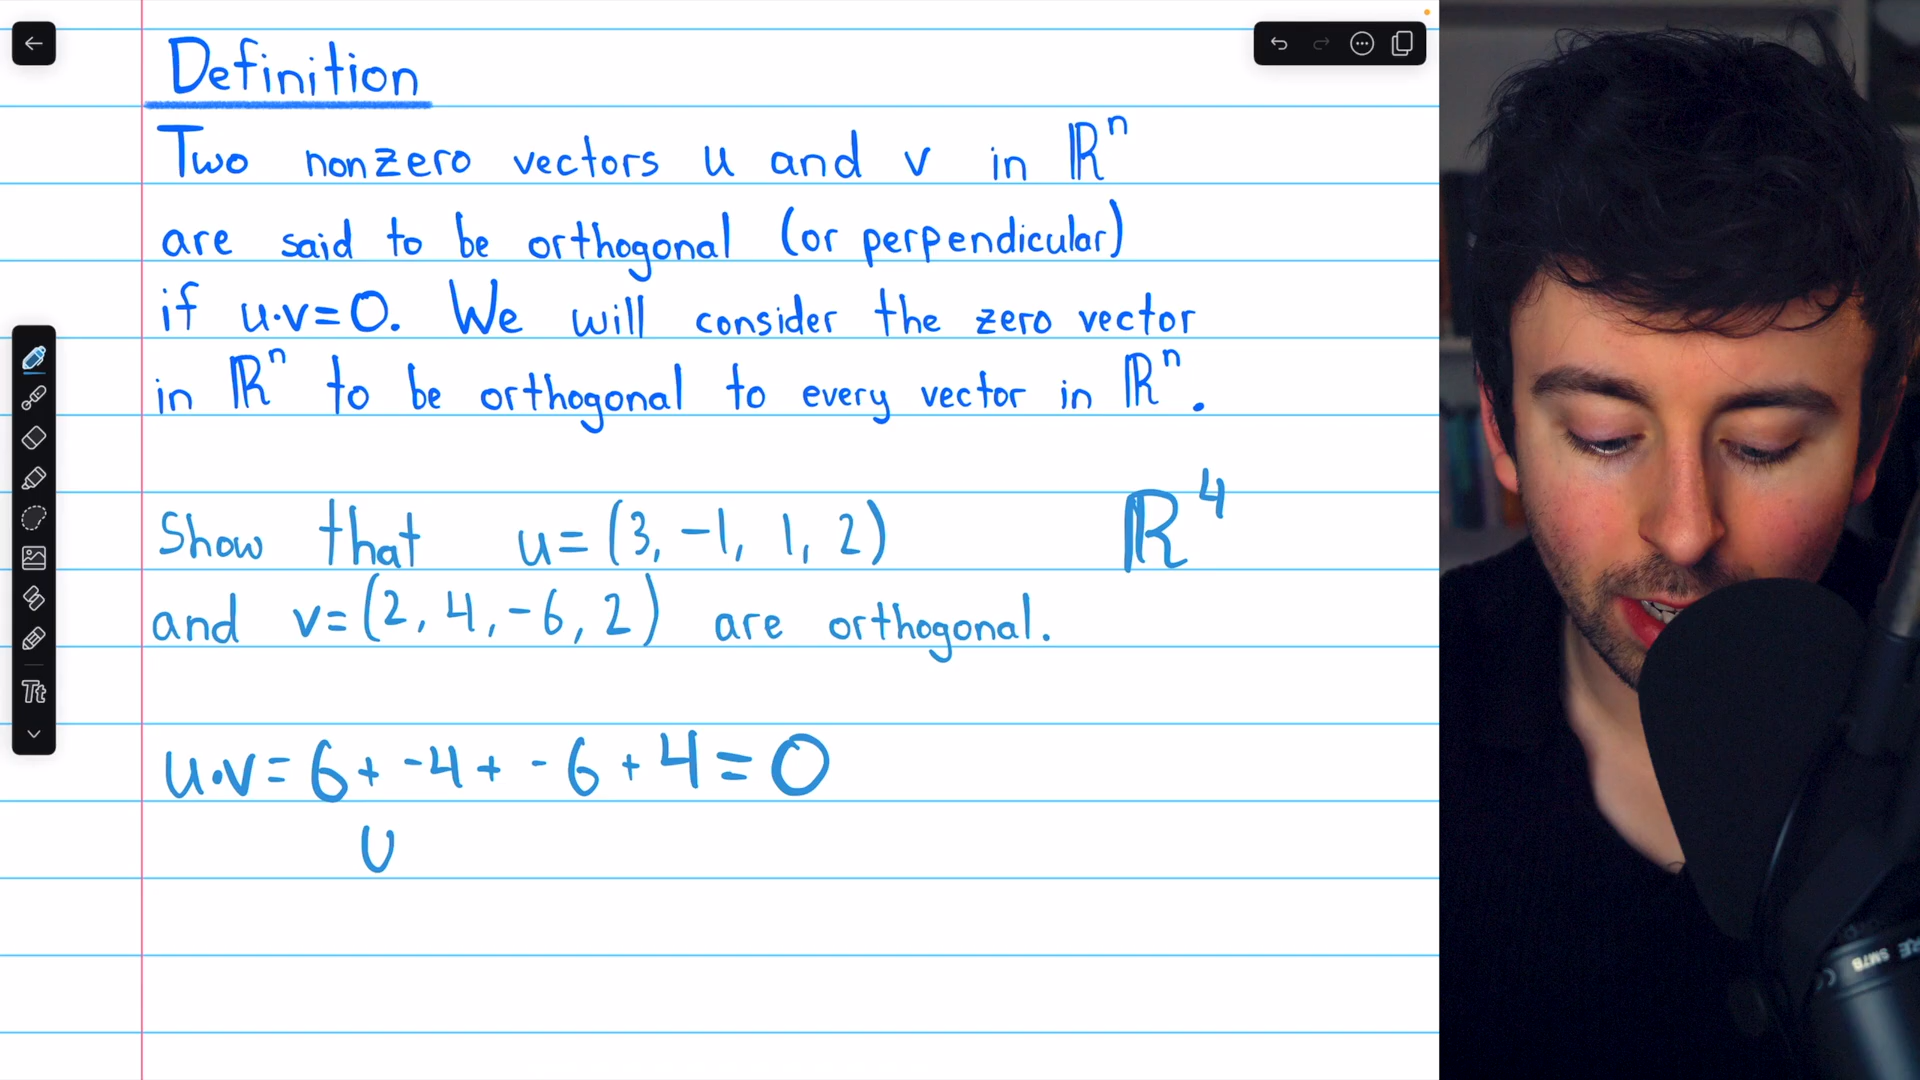 Definition
Two nonzero vectors u and v in ℝⁿ
are said to be orthogonal (or perpendicular)
if u·v=0. We will consider the zero vector
in ℝⁿ to be orthogonal to every vector in ℝⁿ.
Show that u=(3, -1, 1, 2) ℝ⁴
and v=(2, 4, -6, 2) are orthogonal.
u·v= 6+ -4+ -6+4=0
U
Tt
SM7B